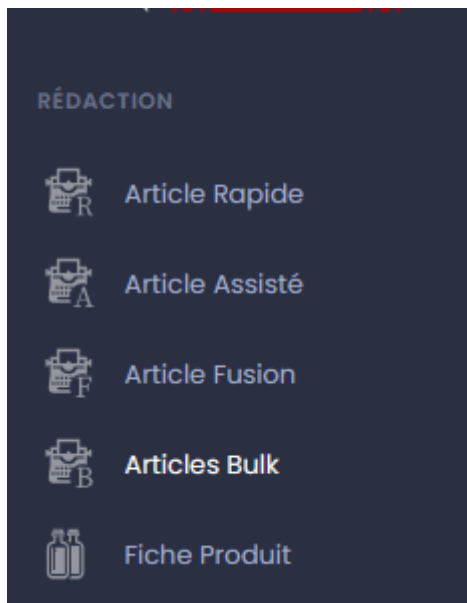 RÉDACTION
R Article Rapide
A Article Assisté
F Article Fusion
B Articles Bulk
Fiche Produit